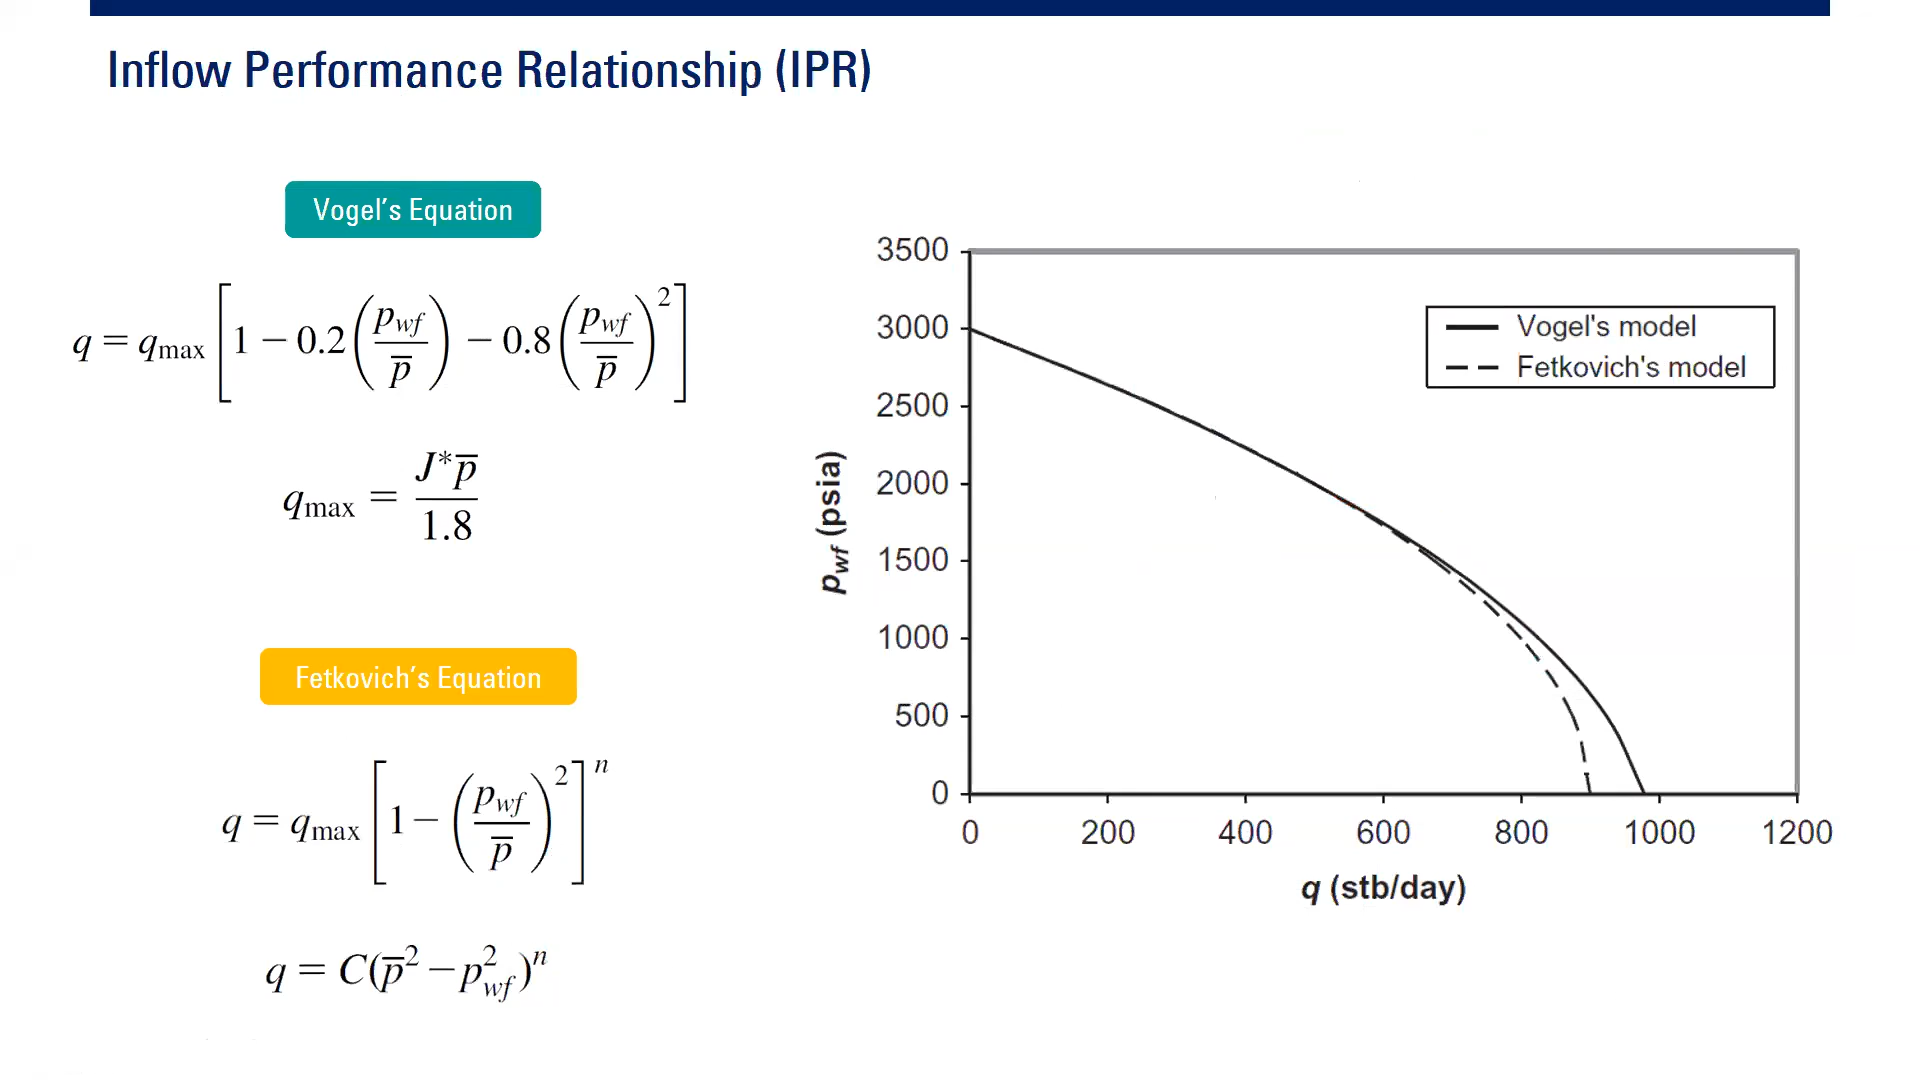 Inflow Performance Relationship (IPR)
Vogel's Equation
q = q_max [1 − 0.2(p_wf / p̅) − 0.8(p_wf / p̅)²]
q_max = J*p̅ / 1.8
Fetkovich's Equation
q = q_max [1 − (p_wf / p̅)²]ⁿ
q = C(p̅² − p²_wf)ⁿ
3500
3000
2500
2000
1500
1000
500
0
p_wf (psia)
Vogel's model
Fetkovich's model
0 200 400 600 800 1000 1200
q (stb/day)